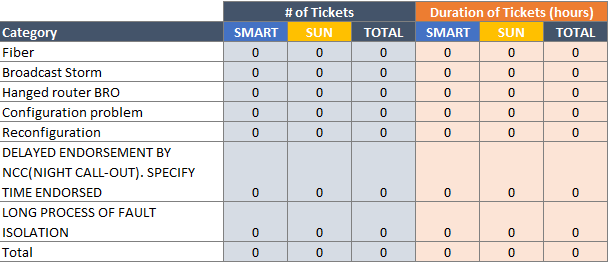 # of Tickets Duration of Tickets (hours)
Category SMART SUN TOTAL SMART SUN TOTAL
Fiber 0 0 0 0 0 0
Broadcast Storm 0 0 0 0 0 0
Hanged router BRO 0 0 0 0 0 0
Configuration problem 0 0 0 0 0 0
Reconfiguration 0 0 0 0 0 0
DELAYED ENDORSEMENT BY
NCC(NIGHT CALL-OUT). SPECIFY
TIME ENDORSED 0 0 0 0 0 0
LONG PROCESS OF FAULT
ISOLATION 0 0 0 0 0 0
Total 0 0 0 0 0 0